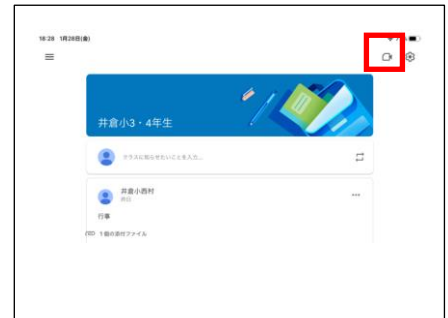 16:28 1月28日(金)
井倉小3・4年生
クラスに知らせたいことを入力...
井倉小西村
昨日
行事
1 個の添付ファイル